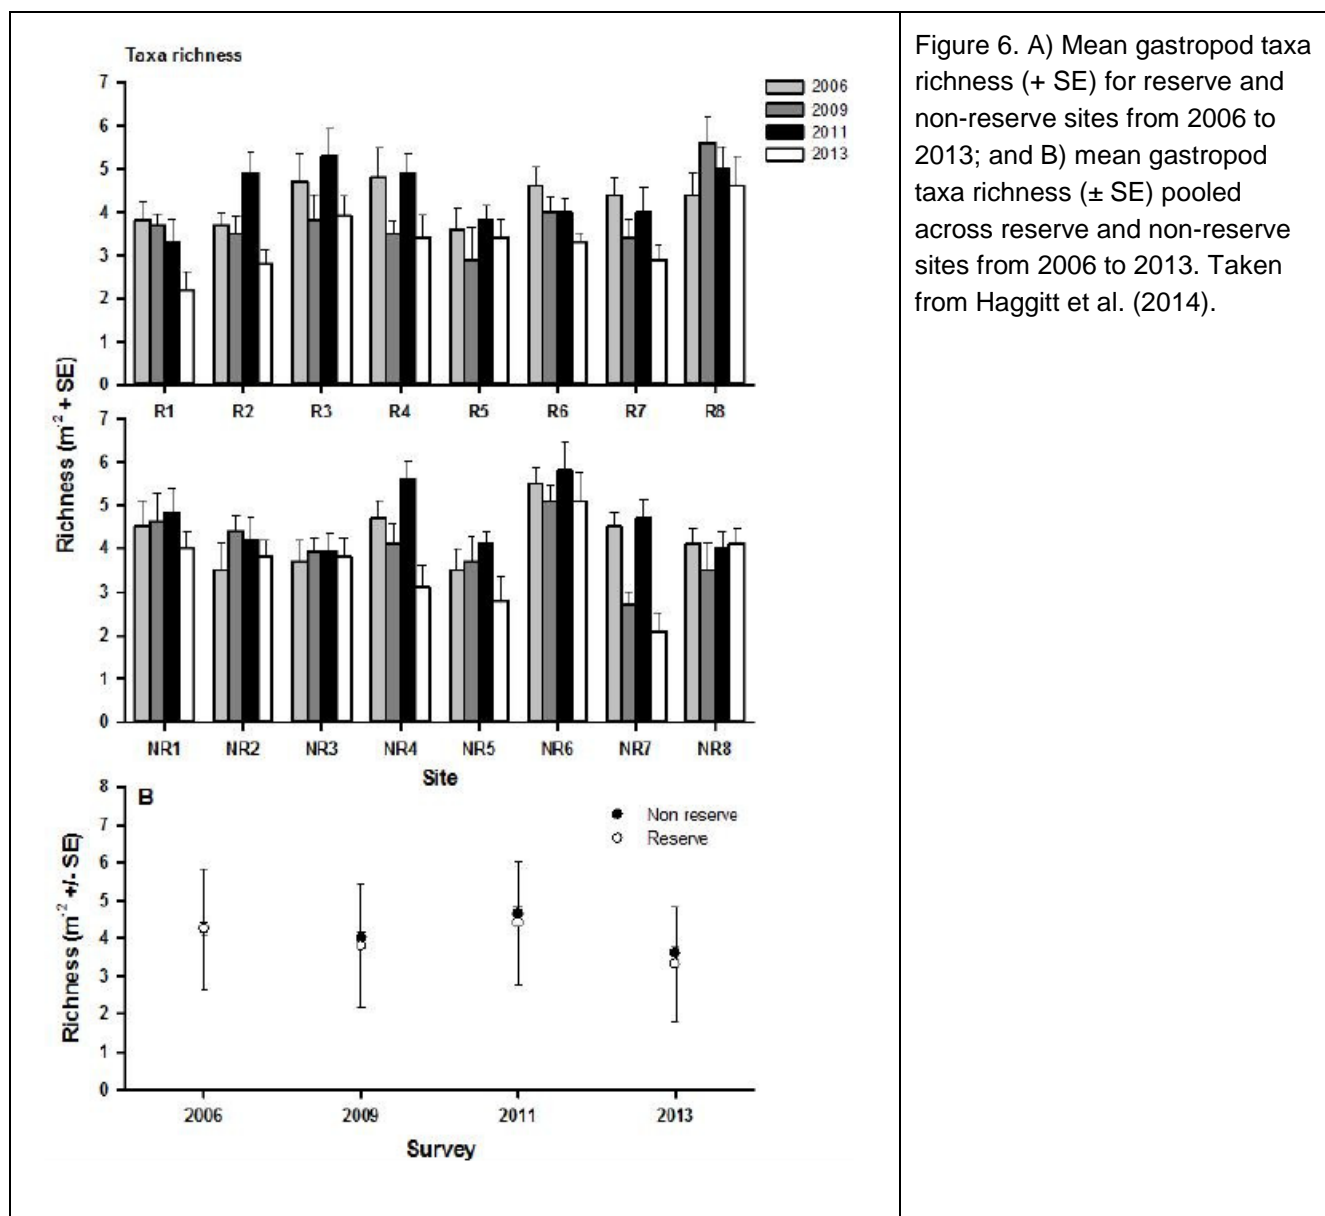 Taxa richness
7
6
5
4
3
2
1
0
2006
2009
2011
2013
R1 R2 R3 R4 R5 R6 R7 R8
Richness (m-2 + SE)
7
6
5
4
3
2
1
0
NR1 NR2 NR3 NR4 NR5 NR6 NR7 NR8
Site
B
8
7
6
5
4
3
2
1
0
Non reserve
Reserve
Richness (m-2 +/- SE)
2006 2009 2011 2013
Survey
Figure 6. A) Mean gastropod taxa
richness (+ SE) for reserve and
non-reserve sites from 2006 to
2013; and B) mean gastropod
taxa richness (± SE) pooled
across reserve and non-reserve
sites from 2006 to 2013. Taken
from Haggitt et al. (2014).